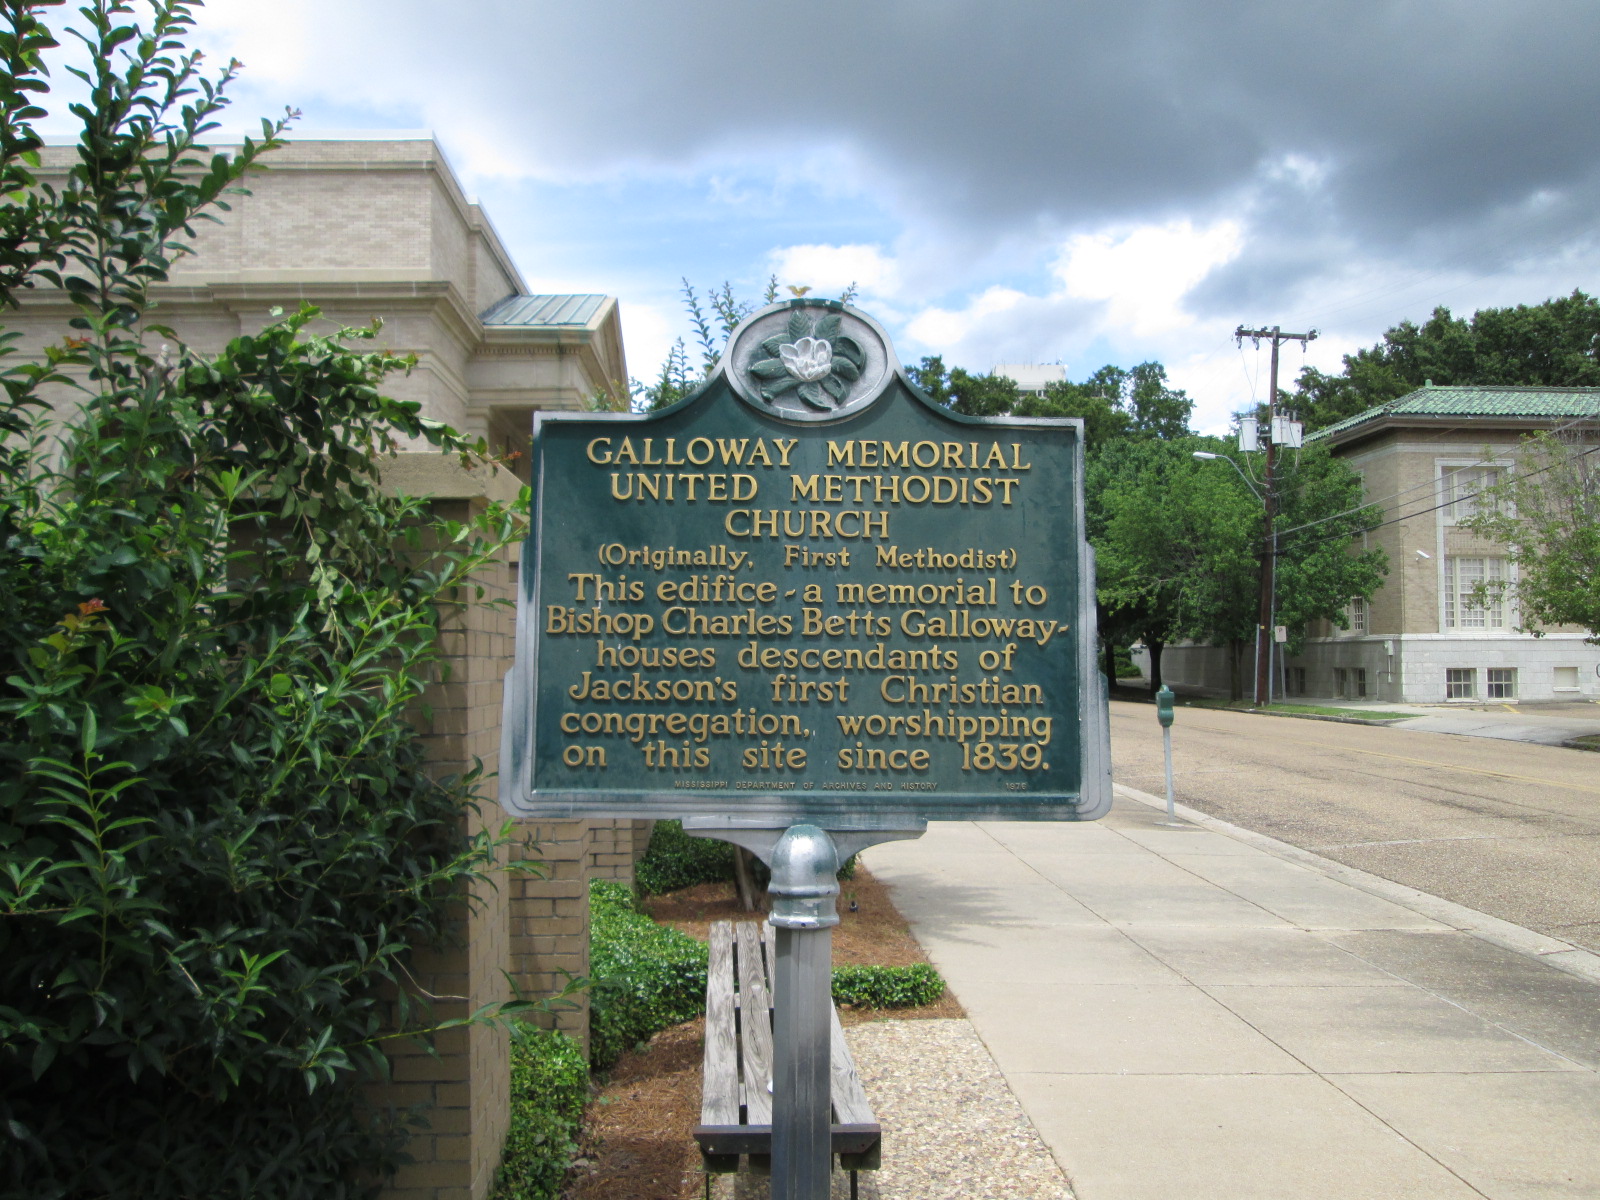 GALLOWAY MEMORIAL
UNITED METHODIST
CHURCH
(Originally, First Methodist)
This edifice - a memorial to
Bishop Charles Betts Galloway-
houses descendants of
Jackson's first Christian
congregation, worshipping
on this site since 1839.
MISSISSIPPI DEPARTMENT OF ARCHIVES AND HISTORY